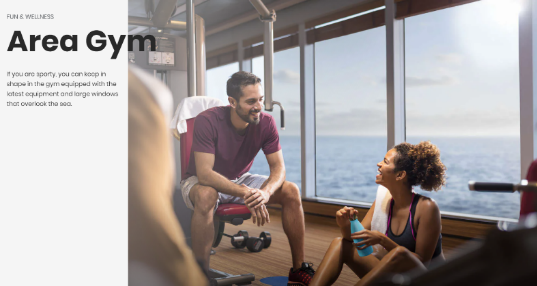 FUN & WELLNESS
Area Gym
If you are sporty, you can keep in
shape in the gym equipped with the
latest equipment and large windows
that overlook the sea.